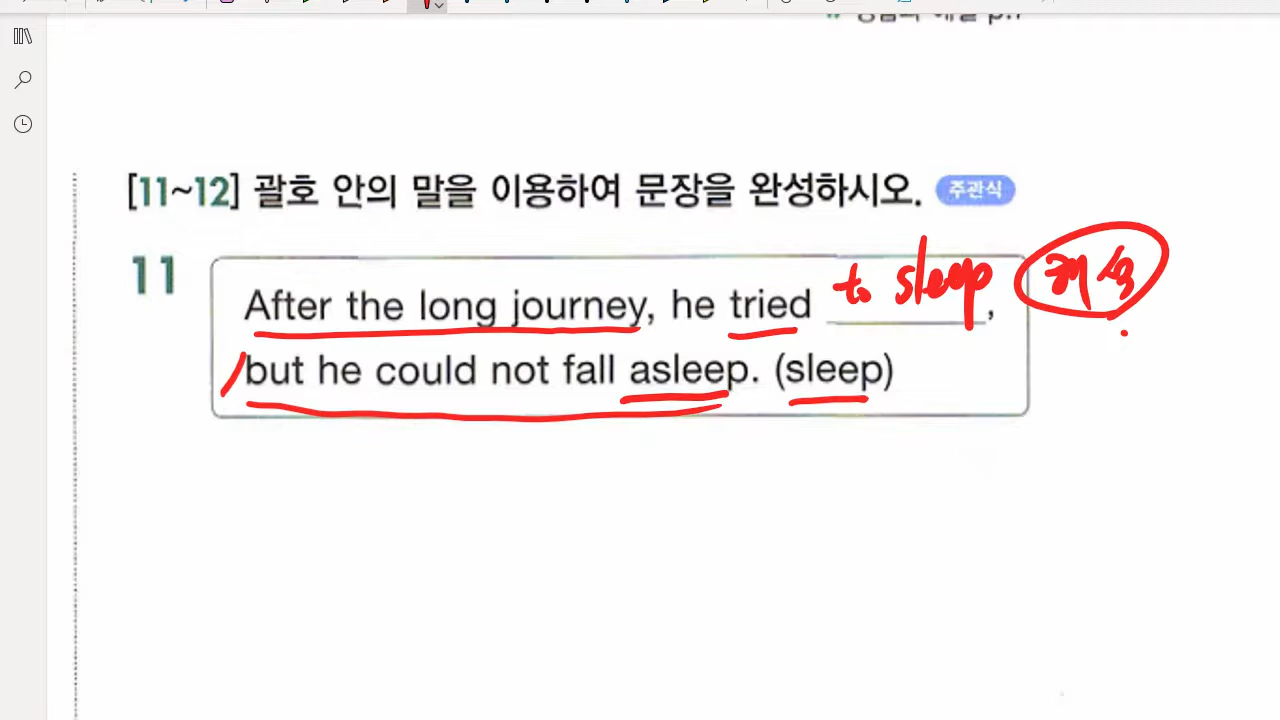 [11~12] 괄호 안의 말을 이용하여 문장을 완성하시오. 주관식
11
After the long journey, he tried to sleep,
but he could not fall asleep. (sleep)